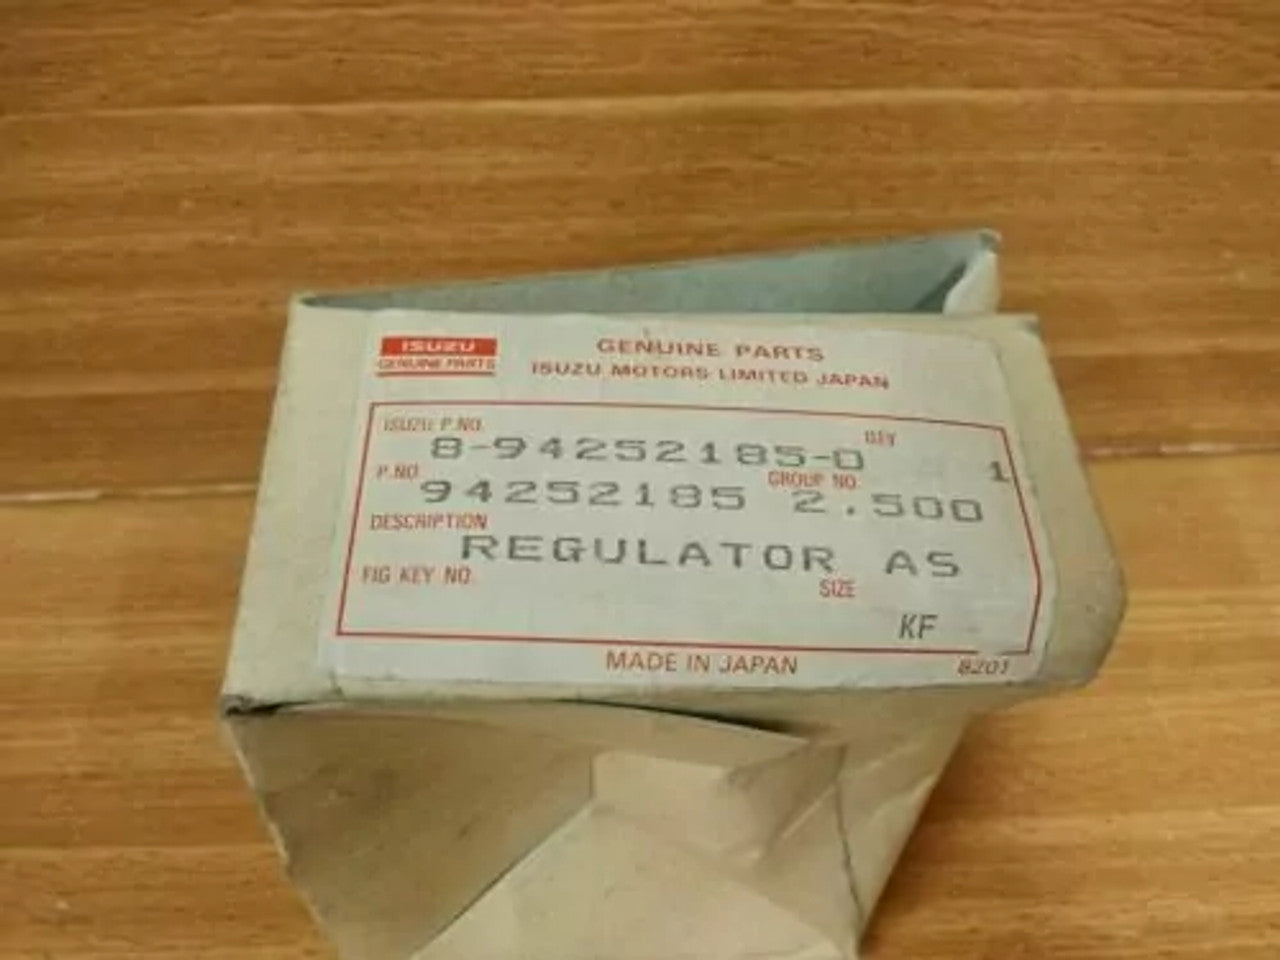 ISUZU
GENUINE PARTS
GENUINE PARTS
ISUZU MOTORS LIMITED JAPAN
ISUZU P.NO.
QTY
8-94252185-0 1
P.NO.
GROUP NO.
94252185 2.500
DESCRIPTION
REGULATOR AS
FIG KEY NO.
SIZE
KF
MADE IN JAPAN
8201